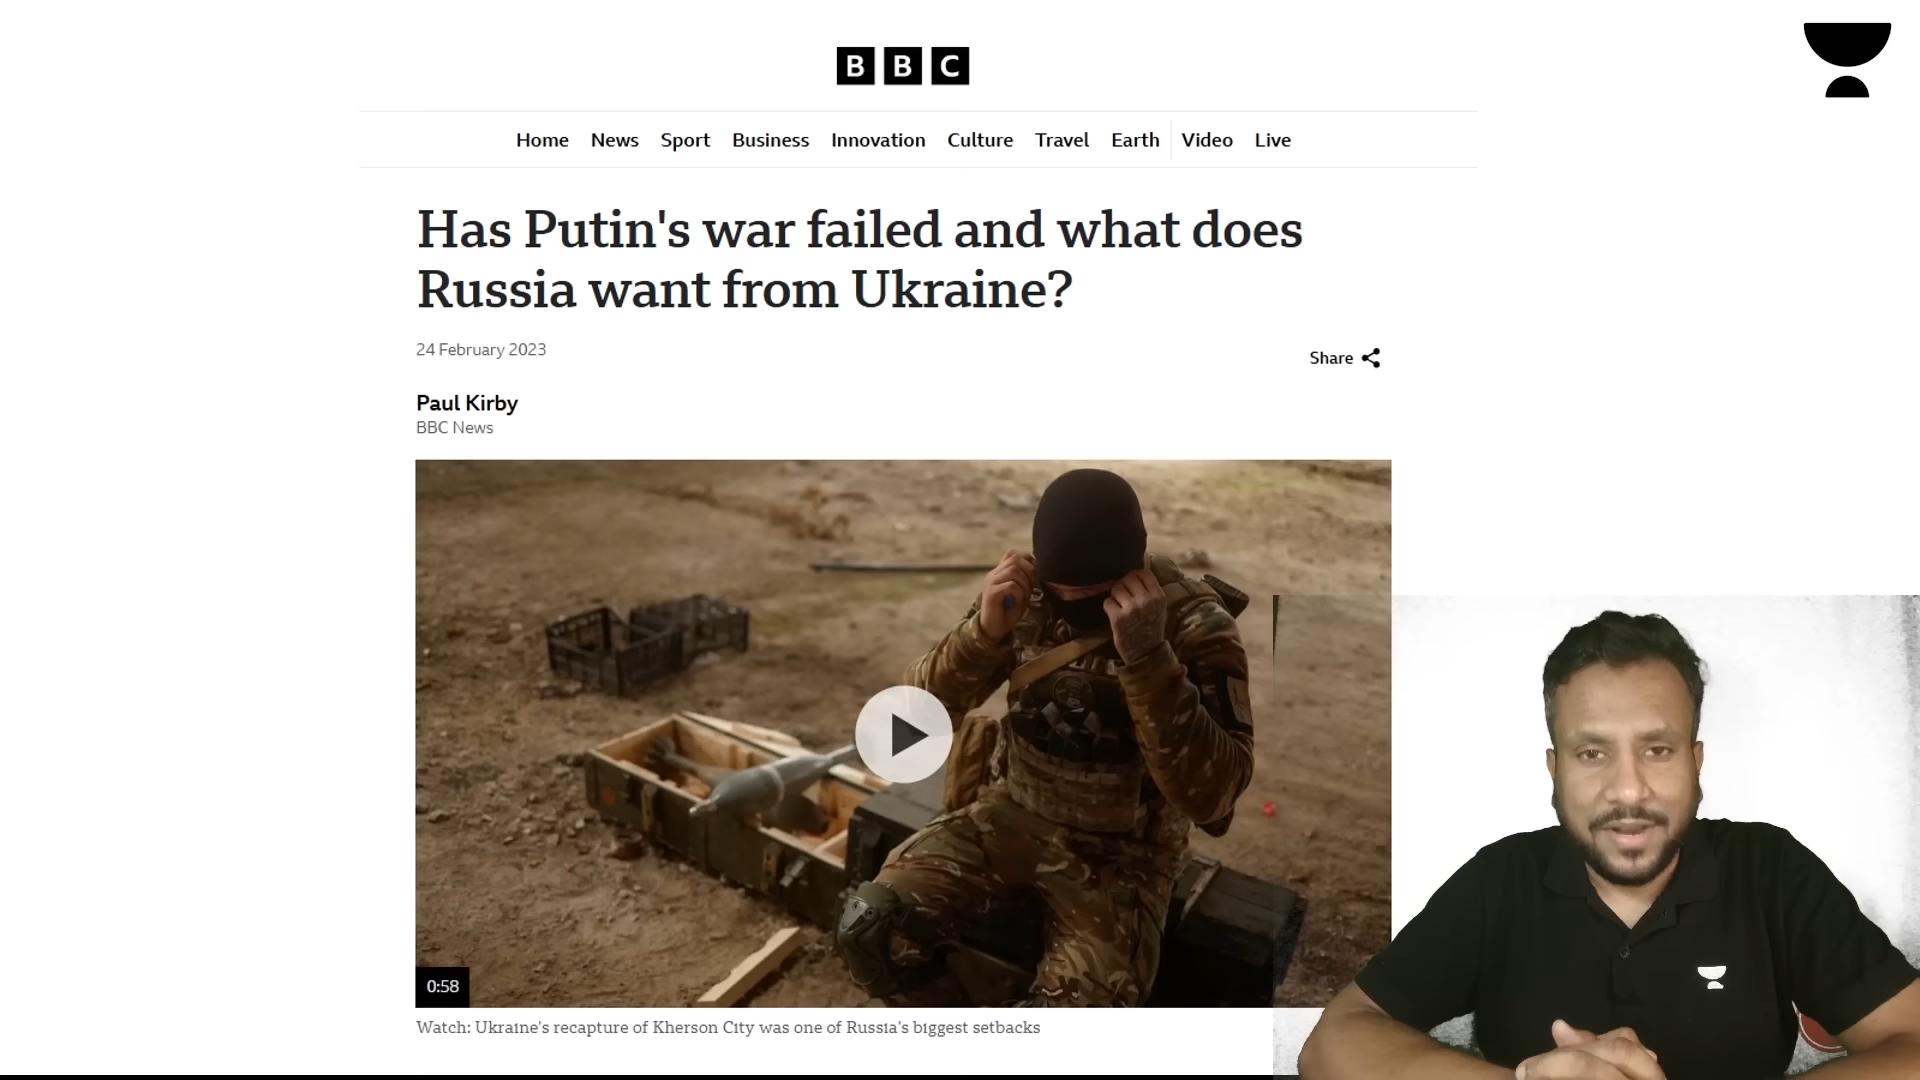 BBC
Home News Sport Business Innovation Culture Travel Earth Video Live
Has Putin's war failed and what does
Russia want from Ukraine?
24 February 2023
Share
Paul Kirby
BBC News
0:58
Watch: Ukraine's recapture of Kherson City was one of Russia's biggest setbacks